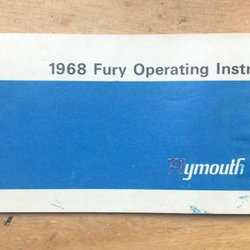 1968 Fury Operating Instr
Plymouth